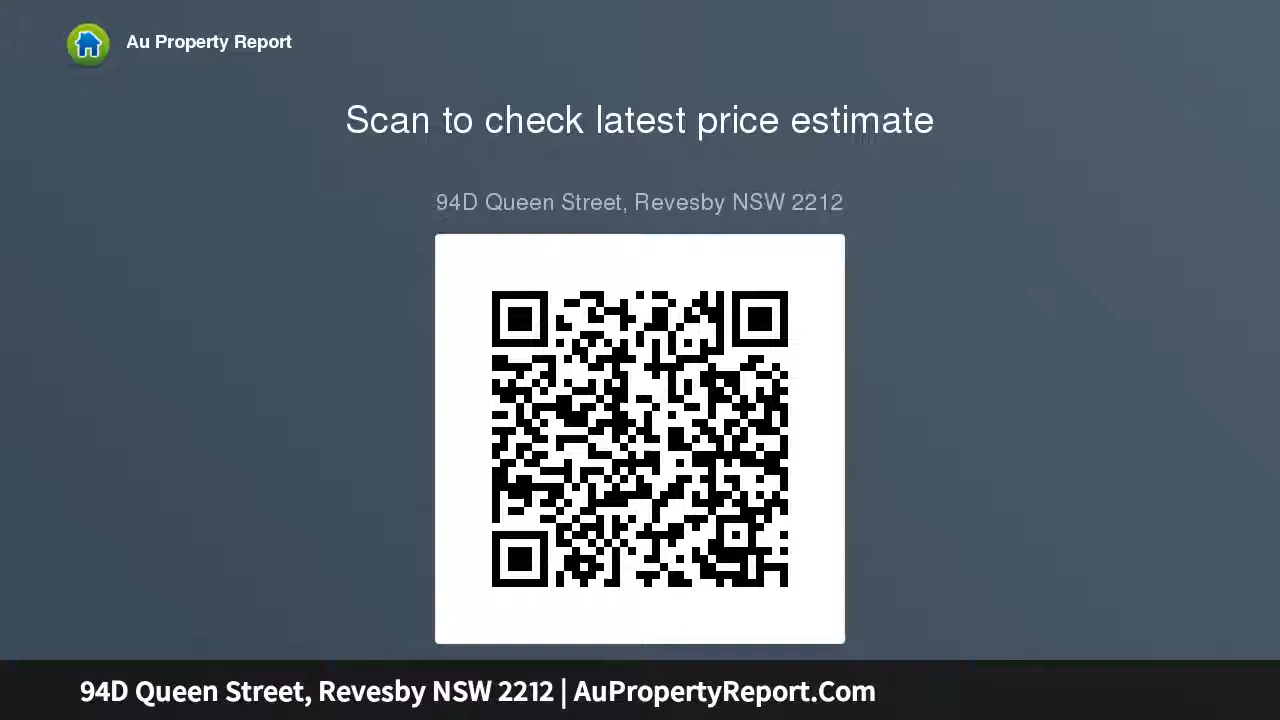 Au Property Report
Scan to check latest price estimate
94D Queen Street, Revesby NSW 2212
94D Queen Street, Revesby NSW 2212 | AuPropertyReport.Com